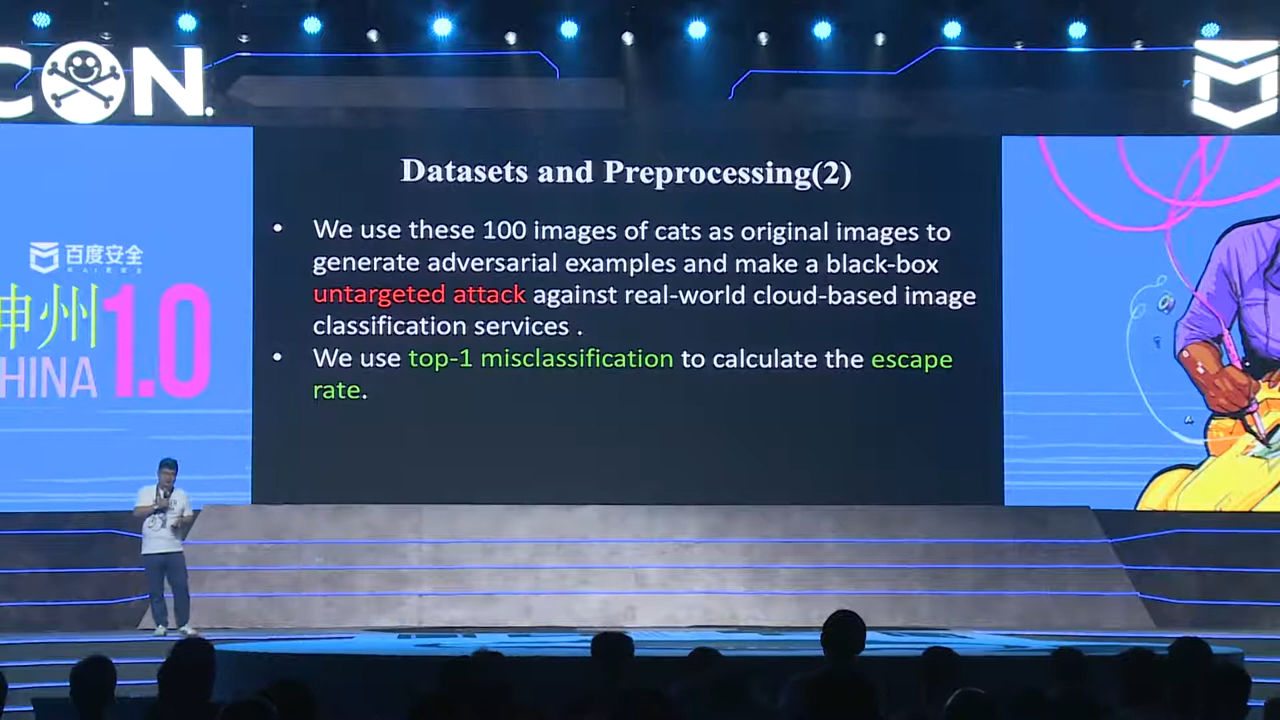 CON.
Datasets and Preprocessing(2)
• We use these 100 images of cats as original images to
generate adversarial examples and make a black-box
untargeted attack against real-world cloud-based image
classification services .
• We use top-1 misclassification to calculate the escape
rate.
百度安全
神州1.0
HINA